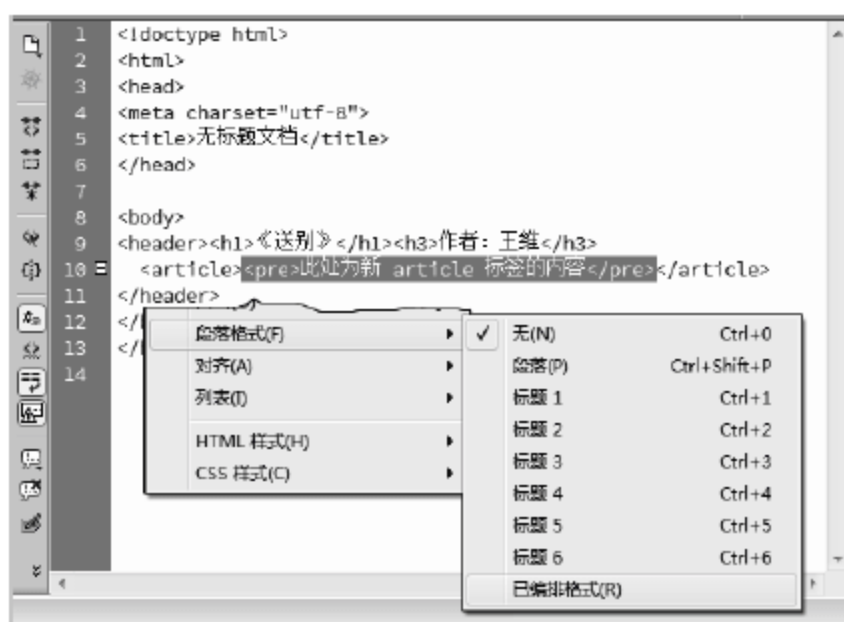 1 <!doctype html>
2 <html>
3 <head>
4 <meta charset="utf-8">
5 <title>无标题文档</title>
6 </head>
7
8 <body>
9 <header><h1>《送别》</h1><h3>作者：王维</h3>
10 <article><pre>此处为新 article 标签的内容</pre></article>
11 </header>
12 </
13 </
14
段落格式(F)
对齐(A)
列表(I)
HTML 样式(H)
CSS 样式(C)
无(N) Ctrl+0
段落(P) Ctrl+Shift+P
标题 1 Ctrl+1
标题 2 Ctrl+2
标题 3 Ctrl+3
标题 4 Ctrl+4
标题 5 Ctrl+5
标题 6 Ctrl+6
已编排格式(R)